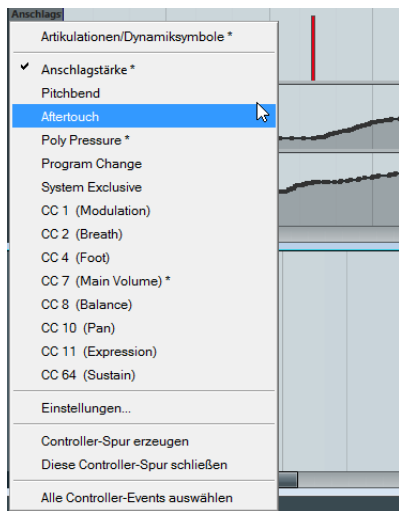 Anschlags
Artikulationen/Dynamiksymbole *
Anschlagstärke *
Pitchbend
Aftertouch
Poly Pressure *
Program Change
System Exclusive
CC 1 (Modulation)
CC 2 (Breath)
CC 4 (Foot)
CC 7 (Main Volume) *
CC 8 (Balance)
CC 10 (Pan)
CC 11 (Expression)
CC 64 (Sustain)
Einstellungen...
Controller-Spur erzeugen
Diese Controller-Spur schließen
Alle Controller-Events auswählen